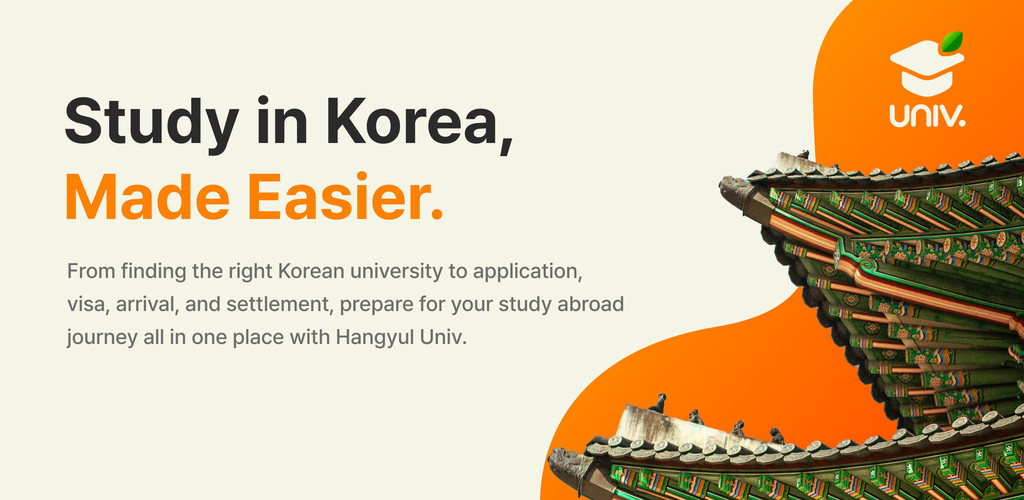 Study in Korea,
Made Easier.
From finding the right Korean university to application,
visa, arrival, and settlement, prepare for your study abroad
journey all in one place with Hangyul Univ.
UNIV.